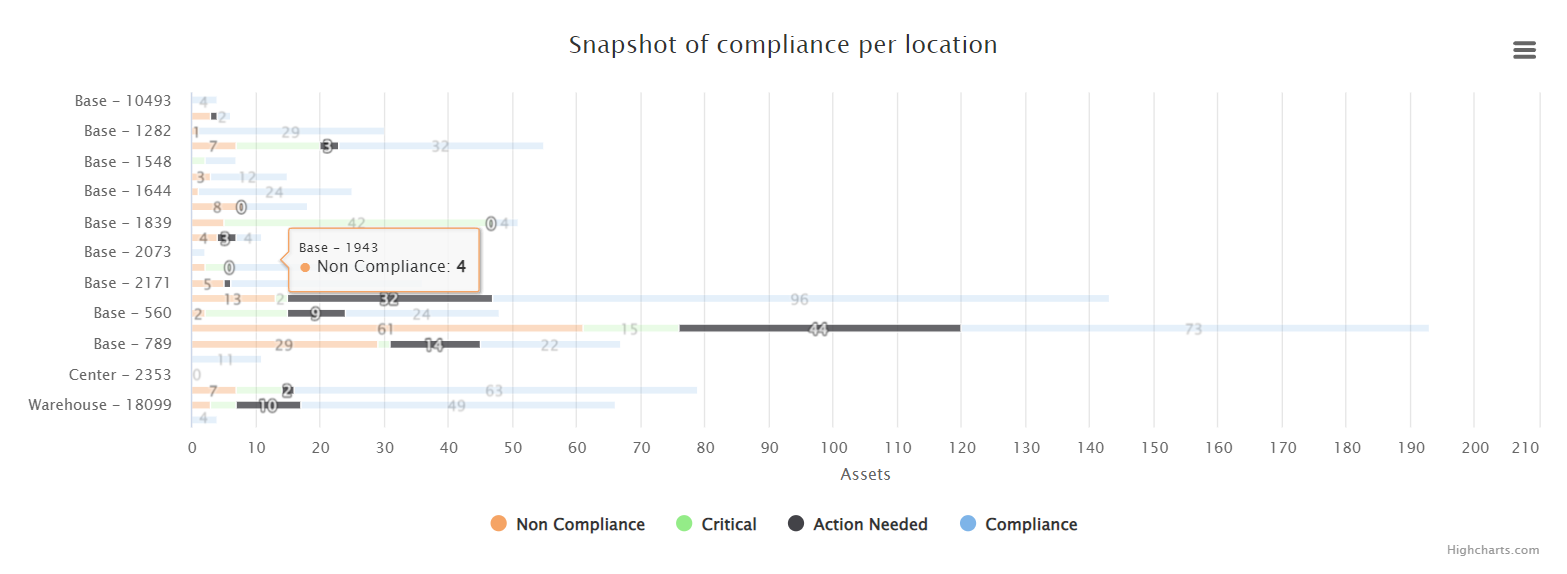 Snapshot of compliance per location
Base – 10493
4
2
Base – 1282
1 29
7 3 32
Base – 1548
3 12
Base – 1644
24
8 0
Base – 1839
42 0 4
4 3 4
Base – 2073
Base – 1943
Non Compliance: 4
0
Base – 2171
5
13 2 32 96
Base – 560
2 9 24
61 15 44 73
Base – 789
29 14 22
11
Center – 2353
0
7 2 63
Warehouse – 18099
10 49
4
0 10 20 30 40 50 60 70 80 90 100 110 120 130 140 150 160 170 180 190 200 210
Assets
Non Compliance Critical Action Needed Compliance
Highcharts.com